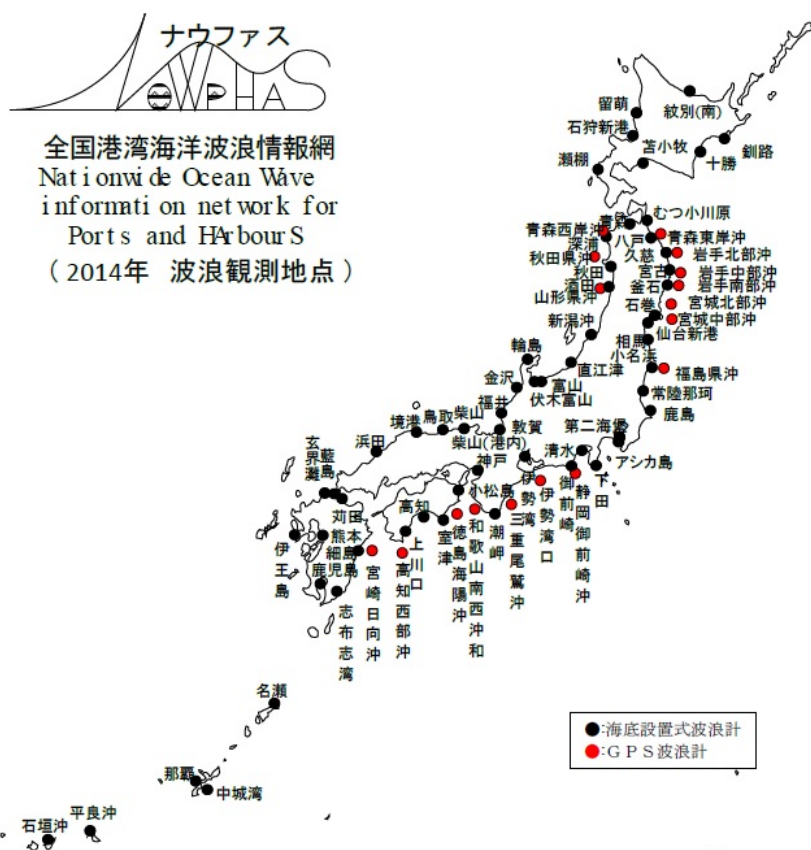 ナウファス
NOWPHAS
全国港湾海洋波浪情報網
Nationwide Ocean Wave
information network for
Ports and HArbourS
(2014年 波浪観測地点)
留萌
紋別(南)
石狩新港
苫小牧
釧路
十勝
瀬棚
むつ小川原
青森
青森西岸沖
青森東岸沖
八戸
深浦
久慈
岩手北部沖
秋田県沖
宮古
岩手中部沖
秋田
釜石
岩手南部沖
酒田
山形県沖
石巻
宮城北部沖
宮城中部沖
仙台新港
新潟沖
相馬
小名浜
輪島
直江津
福島県沖
金沢
富山
伏木富山
常陸那珂
福井
鹿島
境港
鳥取
柴山
柴山(港内)
敦賀
第二海堡
浜田
清水
アシカ島
神戸
玄界灘
藍島
小松島
伊勢湾
伊勢湾口
御前崎
静岡御前崎沖
下田
苅田
高知
熊本
細島
鹿児島
伊王島
上川口
室津
徳島海陽沖
和歌山南西沖和
潮岬
三重尾鷲沖
志布志湾
宮崎日向沖
高知西部沖
名瀬
那覇
中城湾
平良沖
石垣沖
●:海底設置式波浪計
●:GPS波浪計